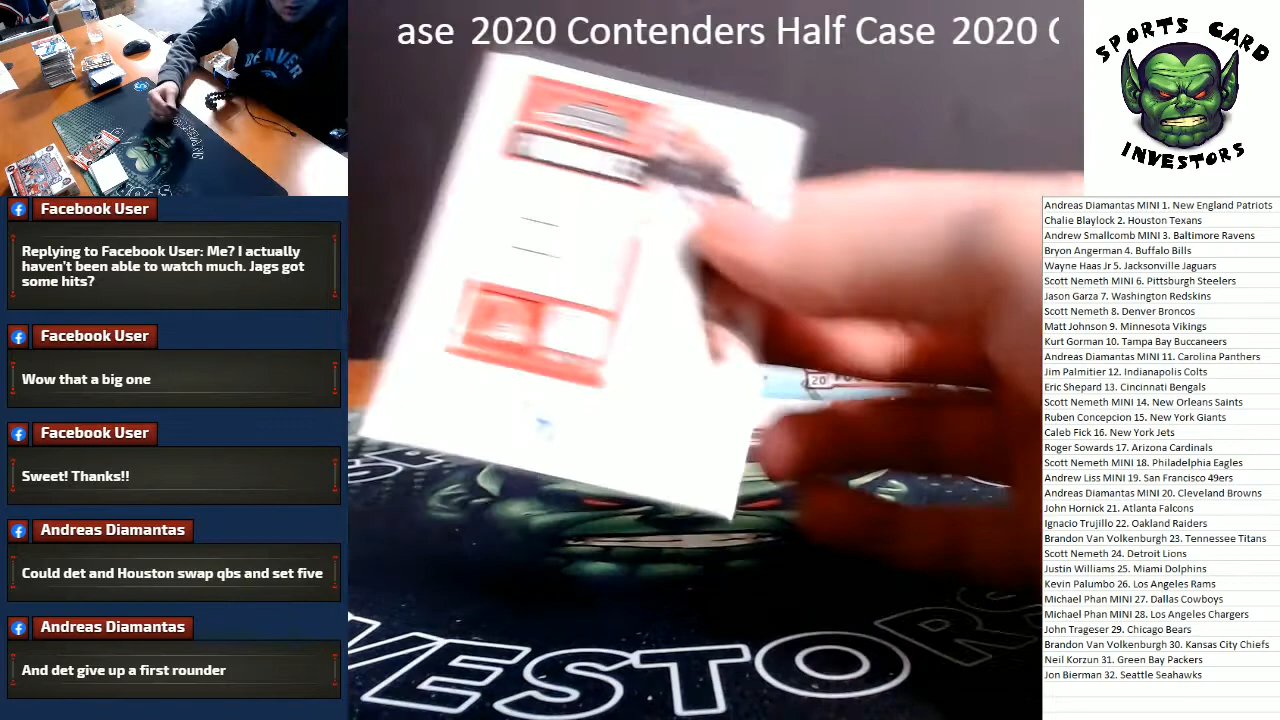 ase 2020 Contenders Half Case 2020 C
SPORTS CARD
INVESTORS
DENVER
Facebook User
Replying to Facebook User: Me? I actually
haven't been able to watch much. Jags got
some hits?
Facebook User
Wow that a big one
Facebook User
Sweet! Thanks!!
Andreas Diamantas
Could det and Houston swap qbs and set five
Andreas Diamantas
And det give up a first rounder
Andreas Diamantas MINI 1. New England Patriots
Chalie Blaylock 2. Houston Texans
Andrew Smallcomb MINI 3. Baltimore Ravens
Bryon Angerman 4. Buffalo Bills
Wayne Haas Jr 5. Jacksonville Jaguars
Scott Nemeth MINI 6. Pittsburgh Steelers
Jason Garza 7. Washington Redskins
Scott Nemeth 8. Denver Broncos
Matt Johnson 9. Minnesota Vikings
Kurt Gorman 10. Tampa Bay Buccaneers
Andreas Diamantas MINI 11. Carolina Panthers
Jim Palmitier 12. Indianapolis Colts
Eric Shepard 13. Cincinnati Bengals
Scott Nemeth MINI 14. New Orleans Saints
Ruben Concepcion 15. New York Giants
Caleb Fick 16. New York Jets
Roger Sowards 17. Arizona Cardinals
Scott Nemeth MINI 18. Philadelphia Eagles
Andrew Liss MINI 19. San Francisco 49ers
Andreas Diamantas MINI 20. Cleveland Browns
John Hornick 21. Atlanta Falcons
Ignacio Trujillo 22. Oakland Raiders
Brandon Van Volkenburgh 23. Tennessee Titans
Scott Nemeth 24. Detroit Lions
Justin Williams 25. Miami Dolphins
Kevin Palumbo 26. Los Angeles Rams
Michael Phan MINI 27. Dallas Cowboys
Michael Phan MINI 28. Los Angeles Chargers
John Trageser 29. Chicago Bears
Brandon Van Volkenburgh 30. Kansas City Chiefs
Neil Korzun 31. Green Bay Packers
Jon Bierman 32. Seattle Seahawks
20
VESTORS